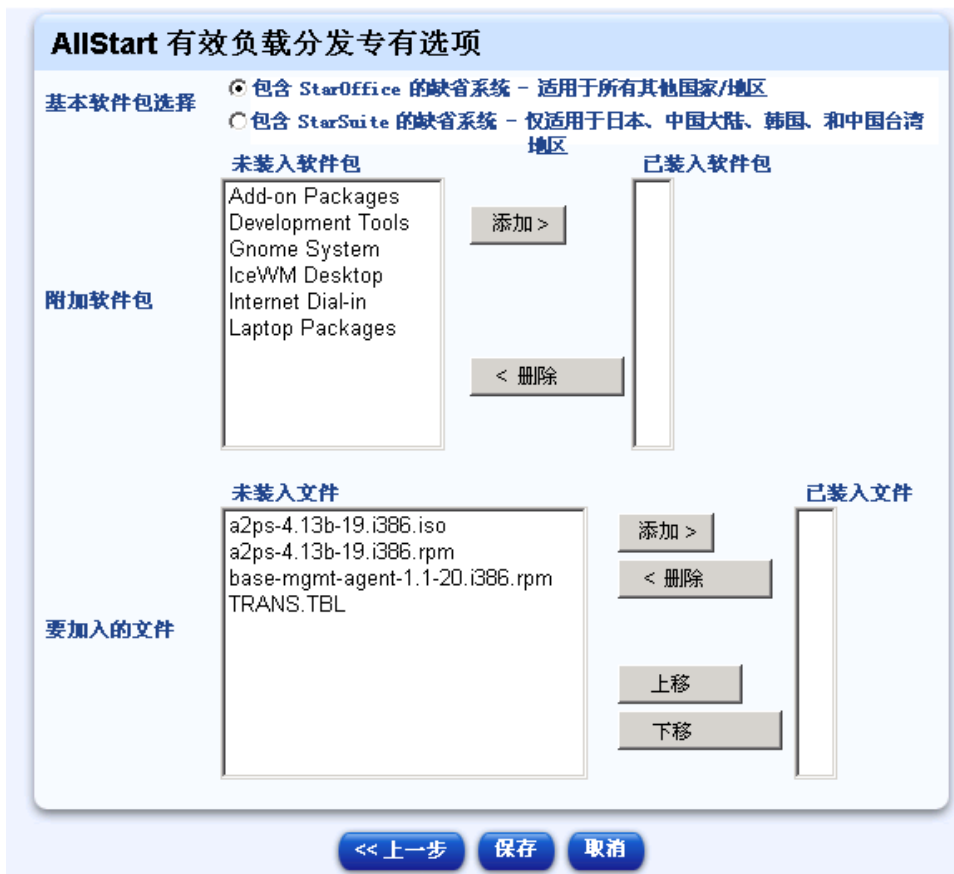 AllStart 有效负载分发专有选项
基本软件包选择
包含 StarOffice 的缺省系统 - 适用于所有其他国家/地区
包含 StarSuite 的缺省系统 - 仅适用于日本、中国大陆、韩国、和中国台湾
地区
未装入软件包
已装入软件包
附加软件包
Add-on Packages
Development Tools
Gnome System
IceWM Desktop
Internet Dial-in
Laptop Packages
添加 >
< 删除
未装入文件
已装入文件
要加入的文件
a2ps-4.13b-19.i386.iso
a2ps-4.13b-19.i386.rpm
base-mgmt-agent-1.1-20.i386.rpm
TRANS.TBL
添加 >
< 删除
上移
下移
<< 上一步
保存
取消